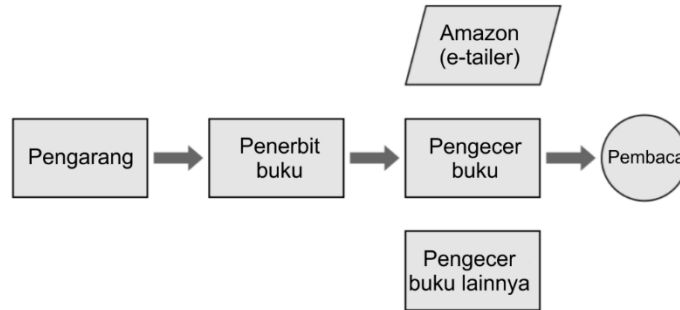 Amazon
(e-tailer)
Pengarang
Penerbit
buku
Pengecer
buku
Pembaca
Pengecer
buku lainnya